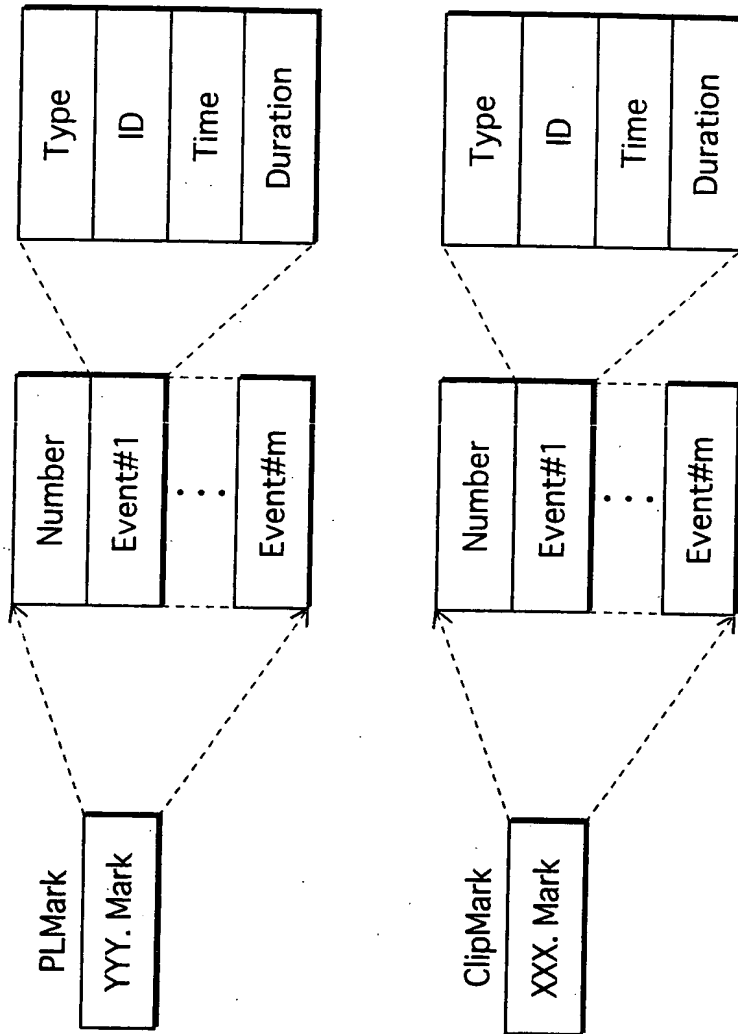 PLMark
YYY. Mark
Number
Event#1
. . .
Event#m
Type
ID
Time
Duration
ClipMark
XXX. Mark
Number
Event#1
. . .
Event#m
Type
ID
Time
Duration